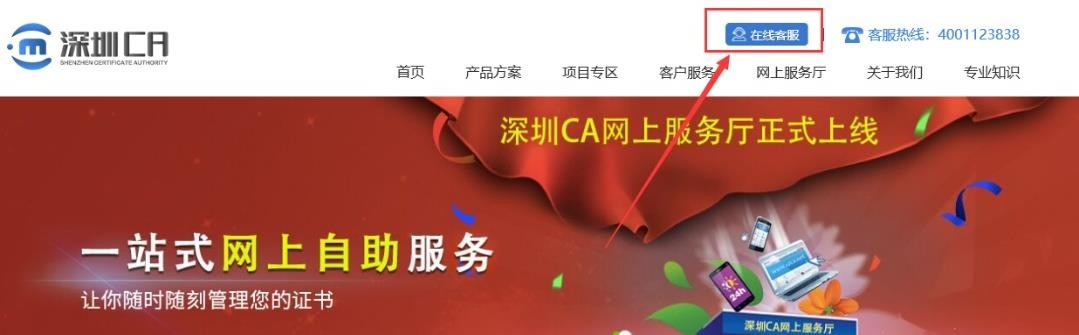 深圳CA
SHENZHEN CERTIFICATE AUTHORITY
在线客服
客服热线：4001123838
首页 产品方案 项目专区 客户服务 网上服务厅 关于我们 专业知识
深圳CA网上服务厅正式上线
一站式网上自助服务
让你随时随刻管理您的证书
24h
深圳CA网上服务厅